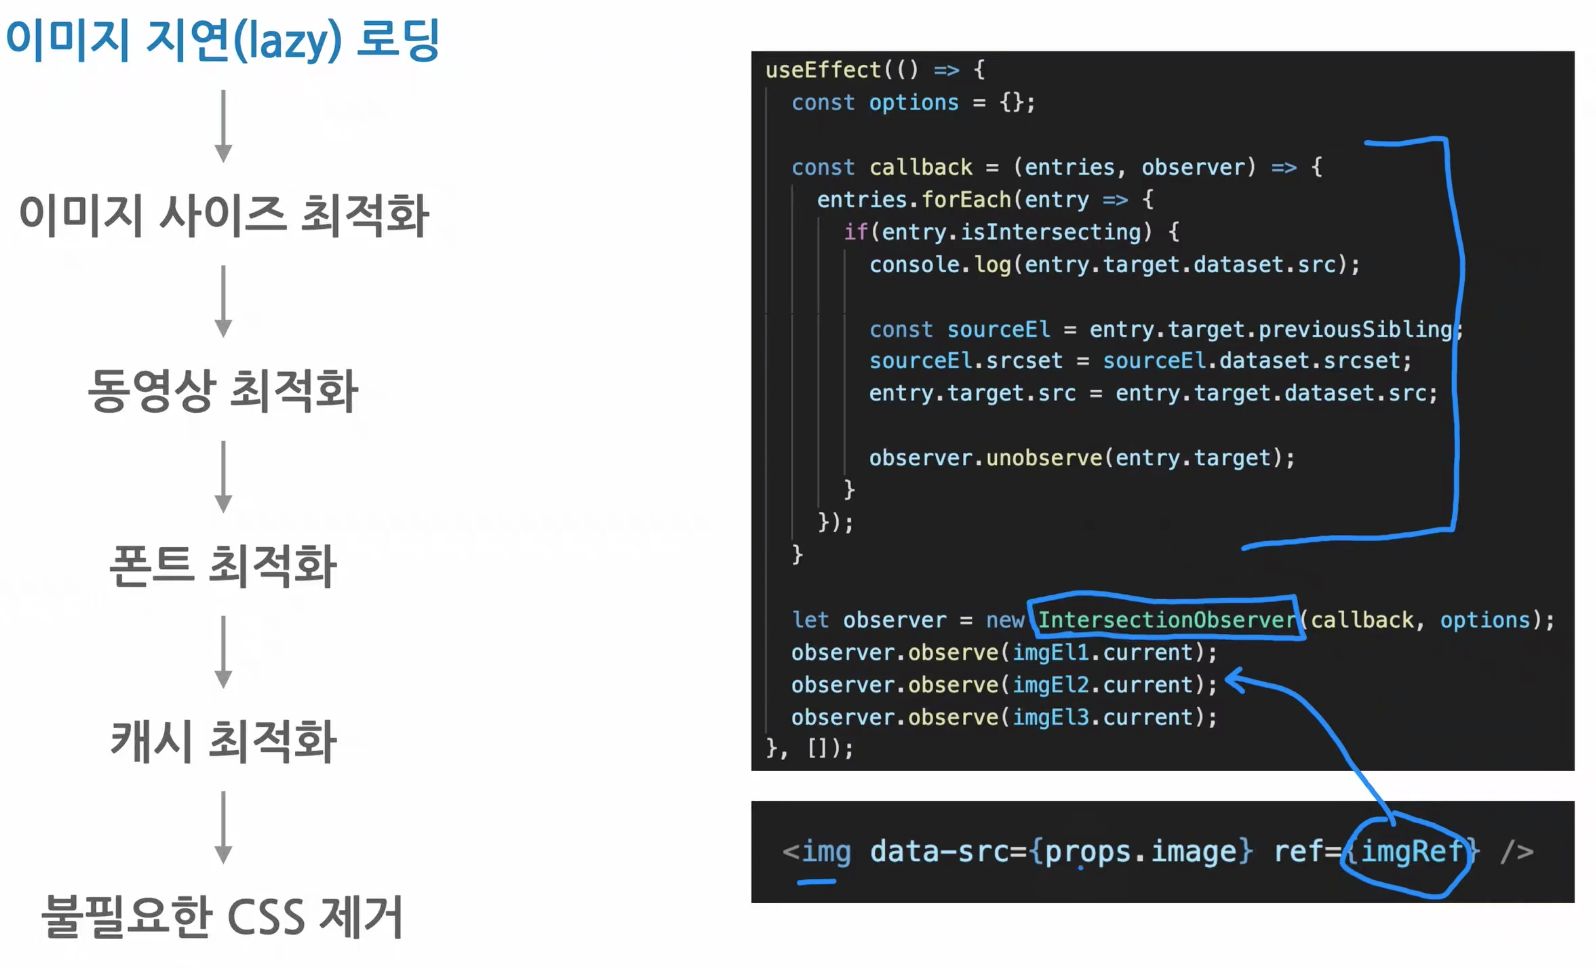 이미지 지연(lazy) 로딩
이미지 사이즈 최적화
동영상 최적화
폰트 최적화
캐시 최적화
불필요한 CSS 제거
useEffect(() => {
const options = {};
const callback = (entries, observer) => {
entries.forEach(entry => {
if(entry.isIntersecting) {
console.log(entry.target.dataset.src);
const sourceEl = entry.target.previousSibling;
sourceEl.srcset = sourceEl.dataset.srcset;
entry.target.src = entry.target.dataset.src;
observer.unobserve(entry.target);
}
});
}
let observer = new IntersectionObserver(callback, options);
observer.observe(imgEl1.current);
observer.observe(imgEl2.current);
observer.observe(imgEl3.current);
}, []);
<img data-src={props.image} ref={imgRef} />